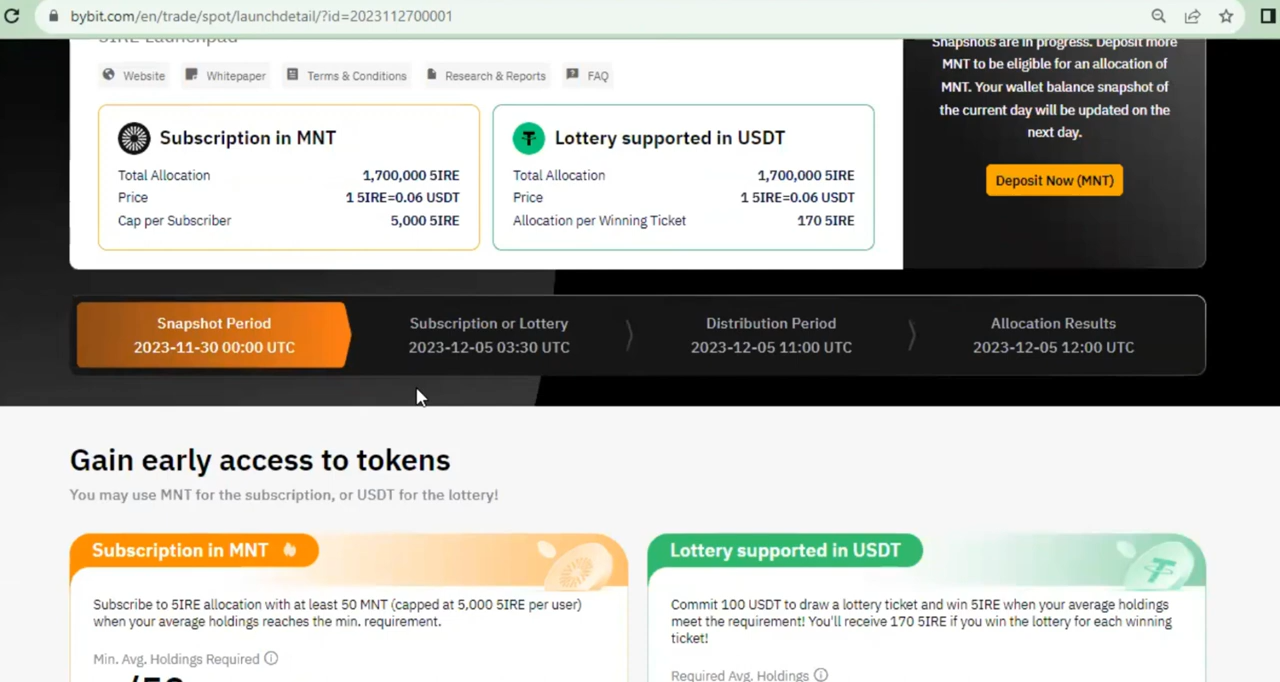 bybit.com/en/trade/spot/launchdetail/?id=2023112700001
5IRE Launchpad
Website
Whitepaper
Terms & Conditions
Research & Reports
FAQ
Subscription in MNT
Total Allocation 1,700,000 5IRE
Price 1 5IRE=0.06 USDT
Cap per Subscriber 5,000 5IRE
Lottery supported in USDT
Total Allocation 1,700,000 5IRE
Price 1 5IRE=0.06 USDT
Allocation per Winning Ticket 170 5IRE
Snapshots are in progress. Deposit more
MNT to be eligible for an allocation of
MNT. Your wallet balance snapshot of
the current day will be updated on the
next day.
Deposit Now (MNT)
Snapshot Period
2023-11-30 00:00 UTC
Subscription or Lottery
2023-12-05 03:30 UTC
Distribution Period
2023-12-05 11:00 UTC
Allocation Results
2023-12-05 12:00 UTC
Gain early access to tokens
You may use MNT for the subscription, or USDT for the lottery!
Subscription in MNT
Subscribe to 5IRE allocation with at least 50 MNT (capped at 5,000 5IRE per user)
when your average holdings reaches the min. requirement.
Min. Avg. Holdings Required
Lottery supported in USDT
Commit 100 USDT to draw a lottery ticket and win 5IRE when your average holdings
meet the requirement! You'll receive 170 5IRE if you win the lottery for each winning
ticket!
Required Avg. Holdings